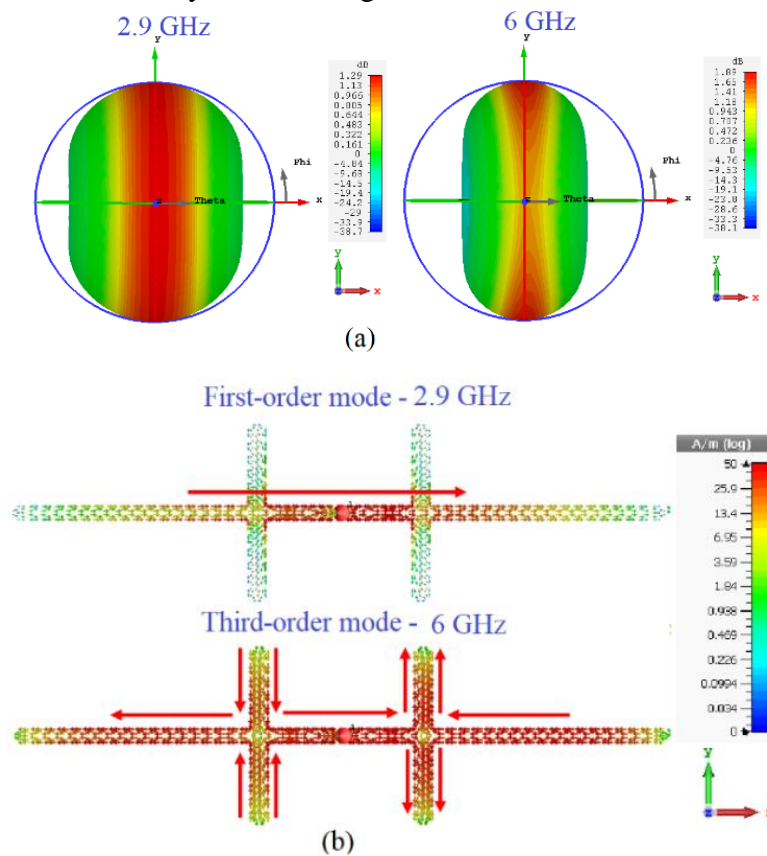 2.9 GHz
6 GHz
y
y
dB
1.29
1.13
0.966
0.805
0.644
0.483
0.322
0.161
0
-4.84
-9.68
-14.5
-19.4
-24.2
-29
-33.9
-38.7
dB
1.89
1.65
1.41
1.18
0.943
0.707
0.472
0.236
0
-4.76
-9.53
-14.3
-19.1
-23.8
-28.6
-33.3
-38.1
Phi
Phi
Theta
x
Theta
x
y
x
y
x
(a)
First-order mode - 2.9 GHz
A/m (log)
50
25.9
13.4
6.95
3.59
1.84
0.938
0.469
0.226
0.0994
0.034
0
Third-order mode - 6 GHz
y
(b)